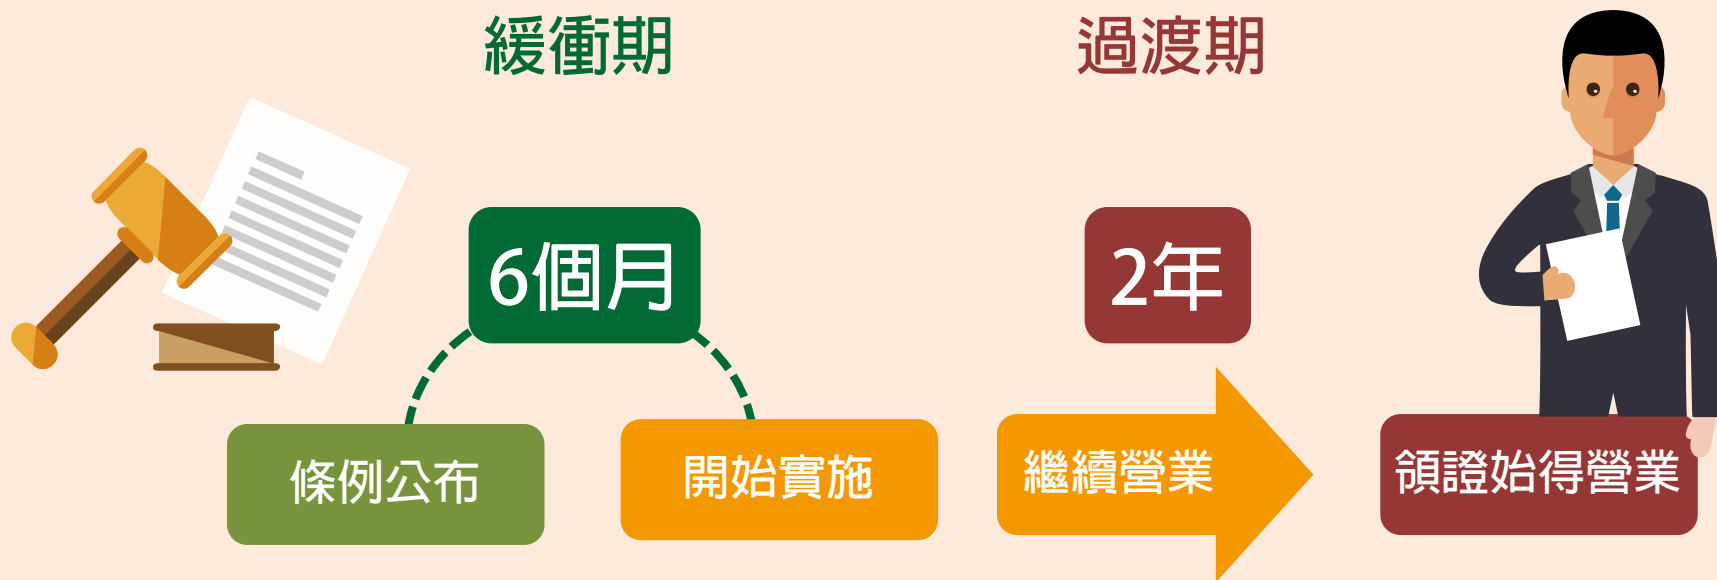 緩衝期
過渡期
6個月
2年
條例公布
開始實施
繼續營業
領證始得營業